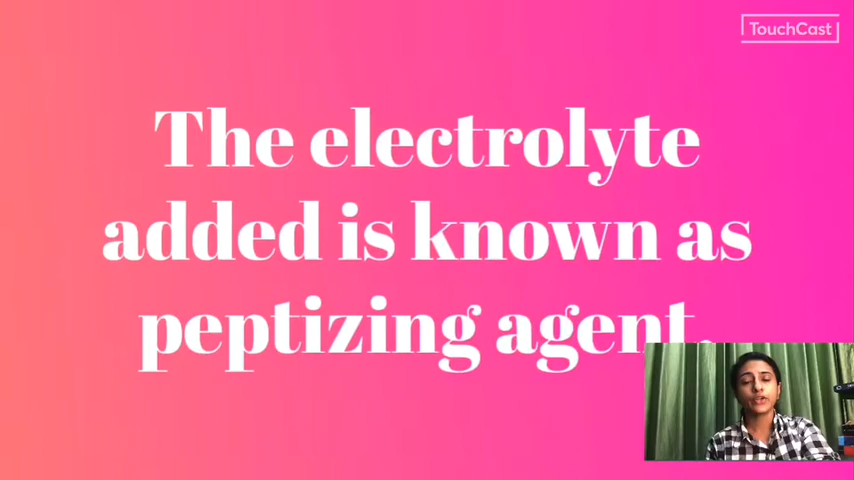 TouchCast
The electrolyte
added is known as
peptizing agent.